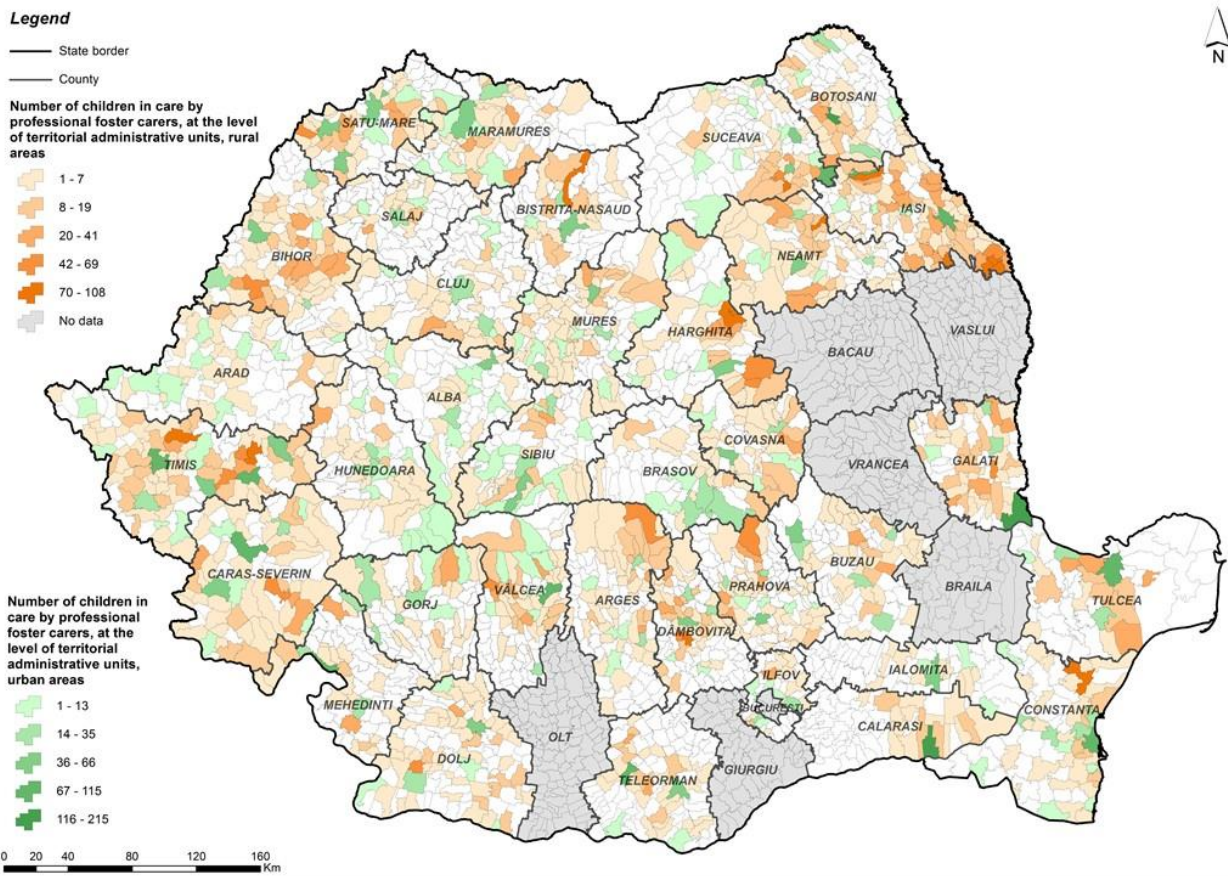 Legend
State border
County
Number of children in care by
professional foster carers, at the level
of territorial administrative units, rural
areas
1 - 7
8 - 19
20 - 41
42 - 69
70 - 108
No data
Number of children in
care by professional
foster carers, at the
level of territorial
administrative units,
urban areas
1 - 13
14 - 35
36 - 66
67 - 115
116 - 215
0 20 40 80 120 160
Km
N
BOTOSANI
SATU-MARE
MARAMURES
SUCEAVA
SALAJ
BISTRITA-NASAUD
IASI
BIHOR
CLUJ
NEAMT
MURES
HARGHITA
BACAU
VASLUI
ARAD
ALBA
TIMIS
HUNEDOARA
SIBIU
BRASOV
COVASNA
VRANCEA
GALATI
CARAS-SEVERIN
GORJ
VÂLCEA
ARGES
PRAHOVA
BUZAU
BRAILA
TULCEA
DÂMBOVITA
MEHEDINTI
ILFOV
BUCURESTI
IALOMITA
CONSTANTA
CALARASI
DOLJ
OLT
TELEORMAN
GIURGIU